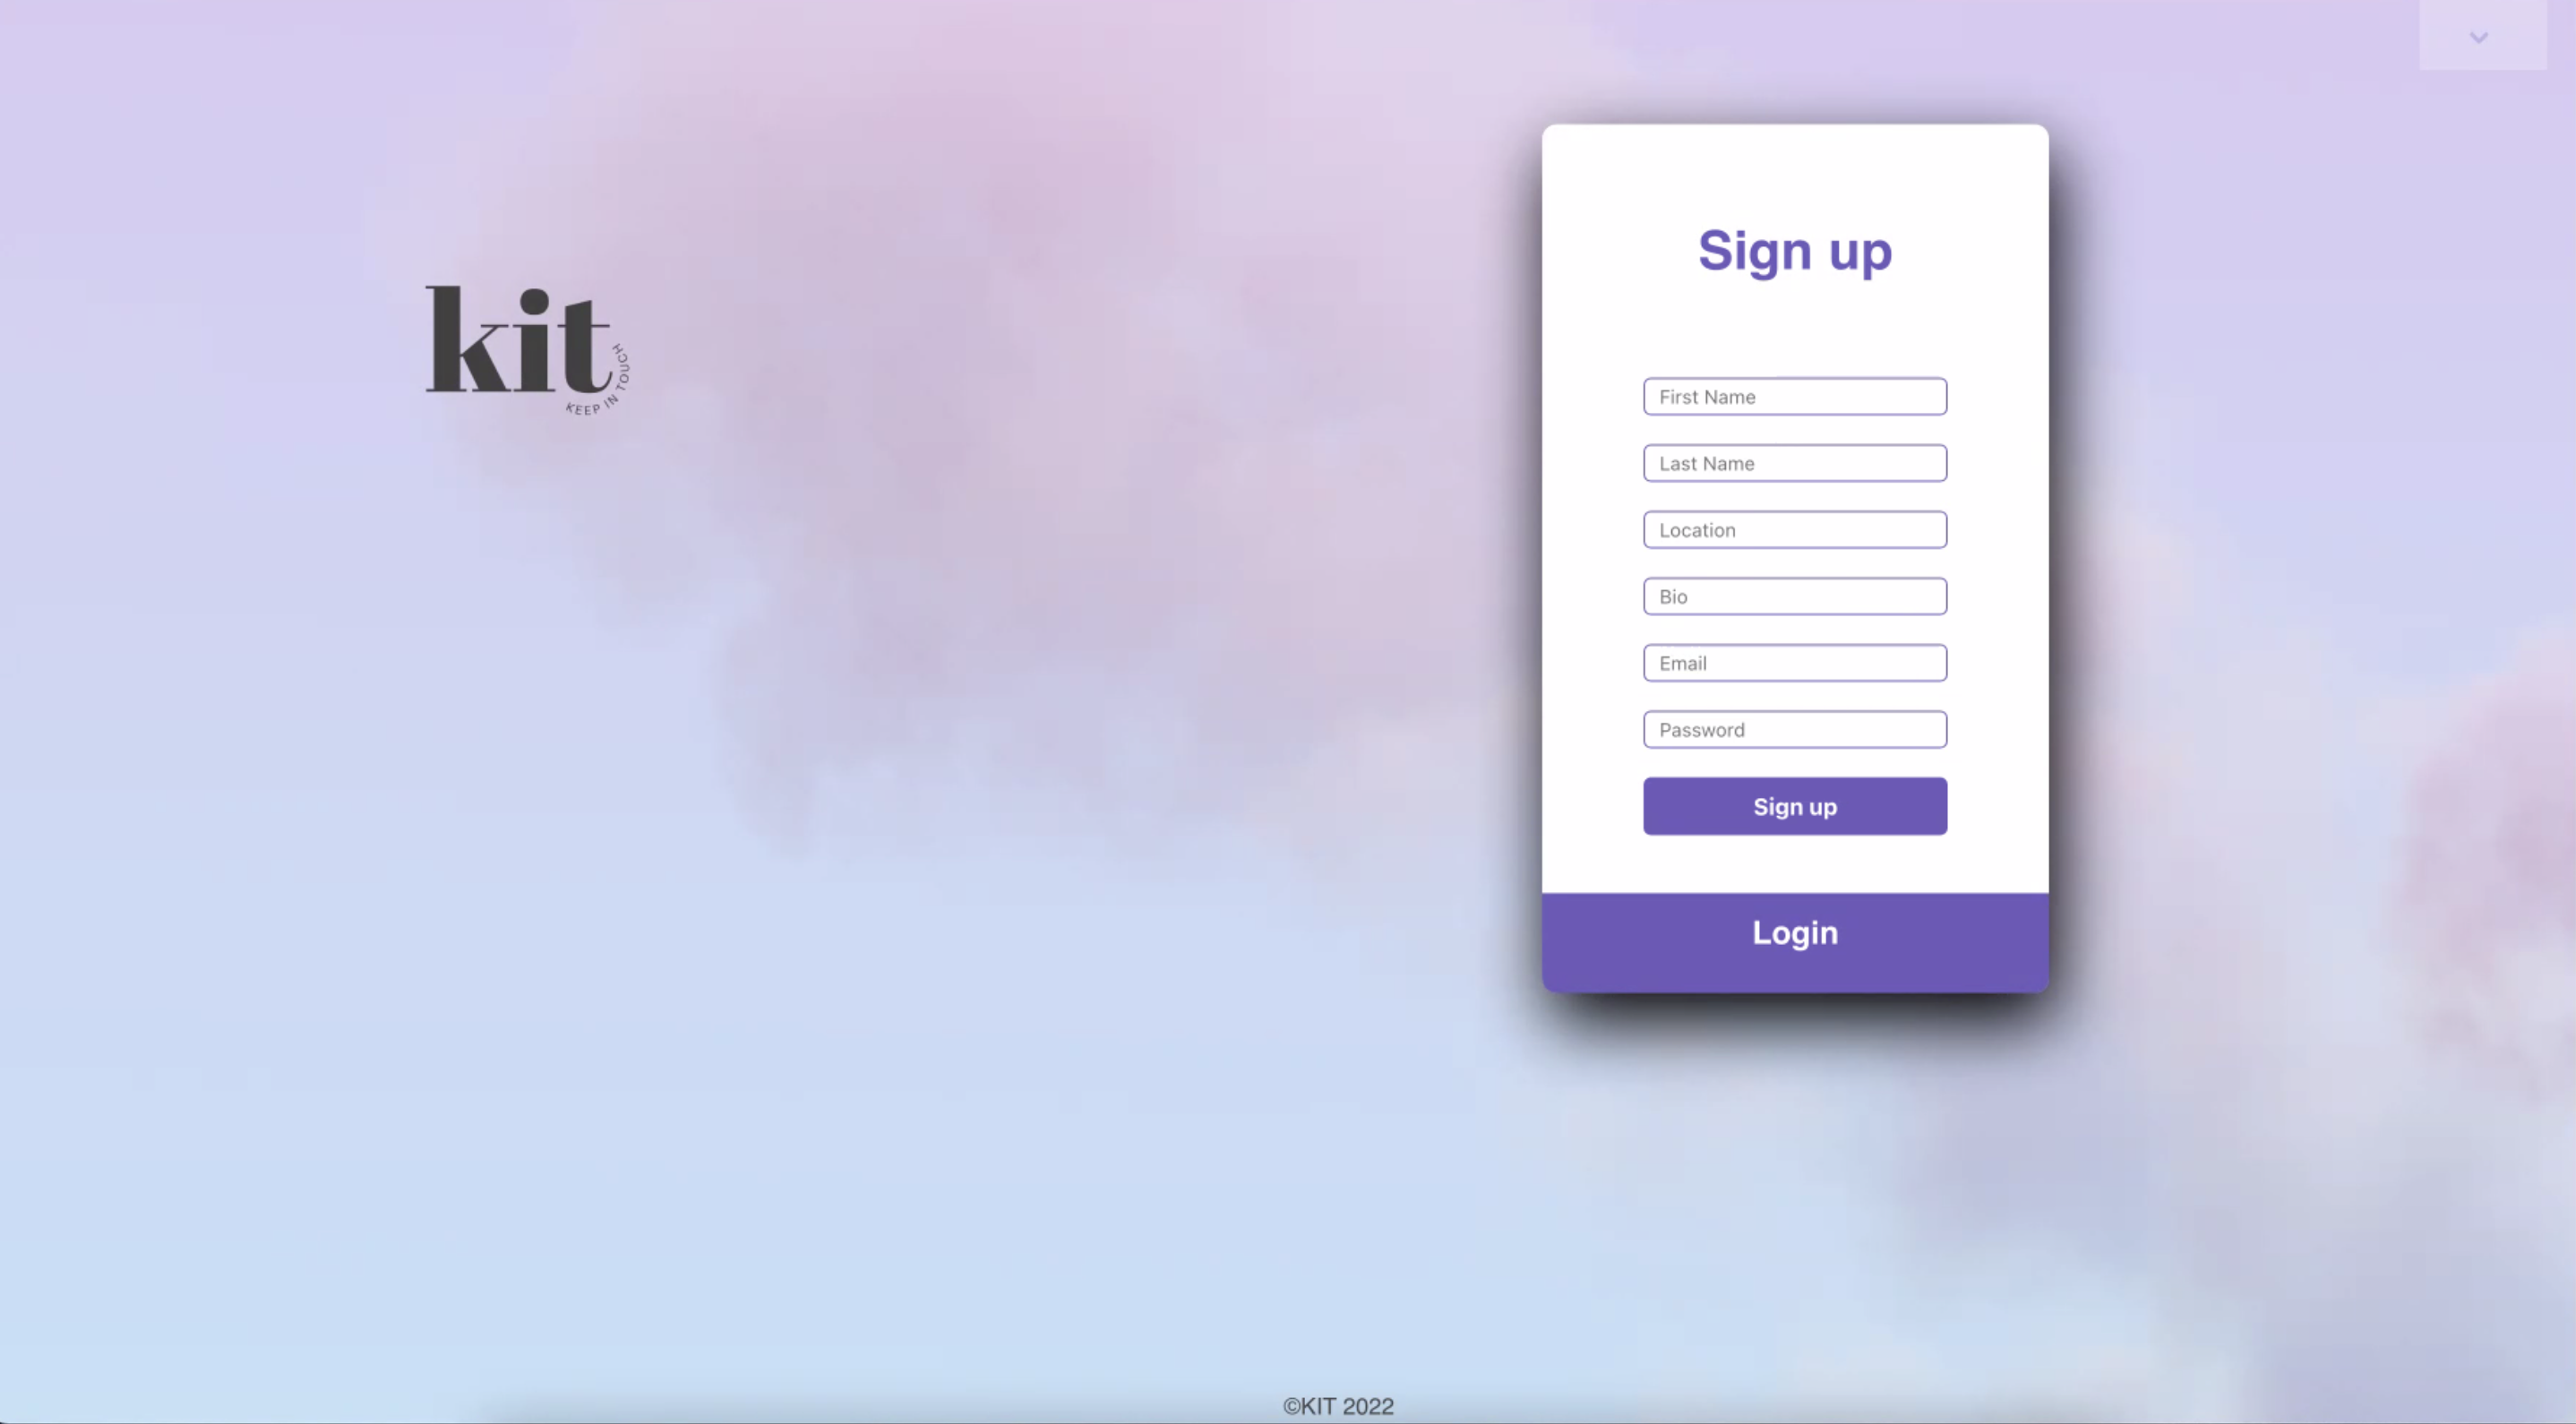 kit
KEEP IN TOUCH
Sign up
First Name
Last Name
Location
Bio
Email
Password
Sign up
Login
©KIT 2022